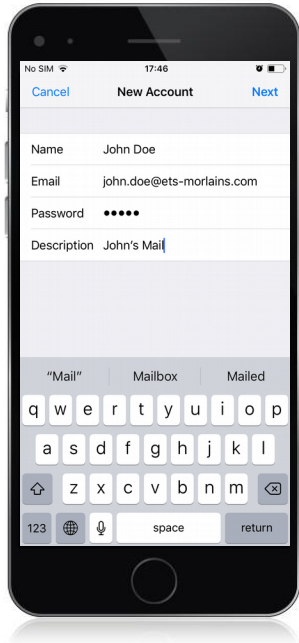 No SIM 17:46
Cancel New Account Next
Name John Doe
Email john.doe@ets-morlains.com
Password •••••
Description John's Mail
“Mail” Mailbox Mailed
q w e r t y u i o p
a s d f g h j k l
z x c v b n m
123 space return